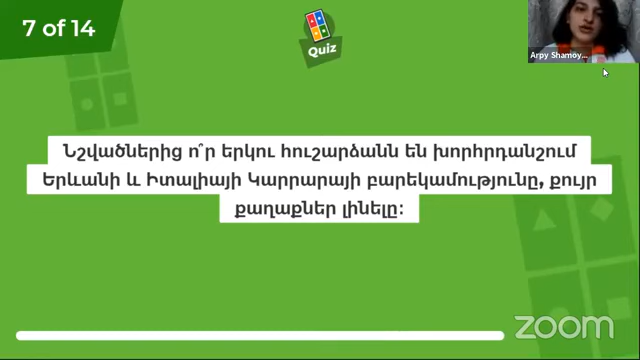 7 of 14
Quiz
Arpy Shamoy...
Նշվածներից ո՞ր երկու հուշարձանն են խորհրդանշում
Երևանի և Իտալիայի Կարրարայի բարեկամությունը, քույր
քաղաքներ լինելը:
zoom